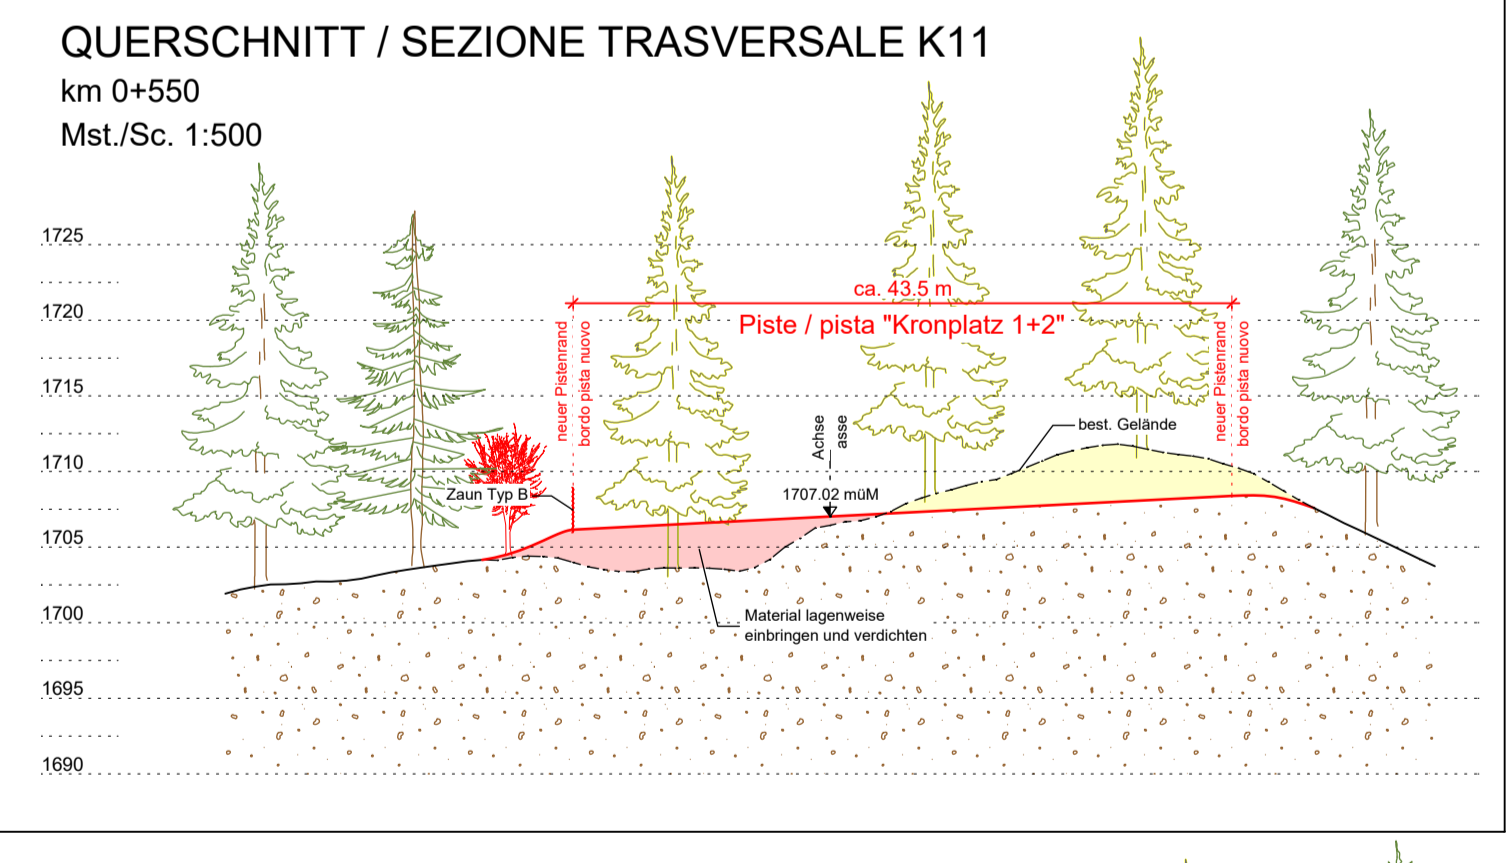 QUERSCHNITT / SEZIONE TRASVERSALE K11
km 0+550
Mst./Sc. 1:500
1725
1720
1715
1710
1705
1700
1695
1690
ca. 43.5 m
Piste / pista "Kronplatz 1+2"
neuer Pistenrand
bordo pista nuovo
Achse
asse
1707.02 müM
best. Gelände
neuer Pistenrand
bordo pista nuovo
Zaun Typ B
Material lagenweise
einbringen und verdichten